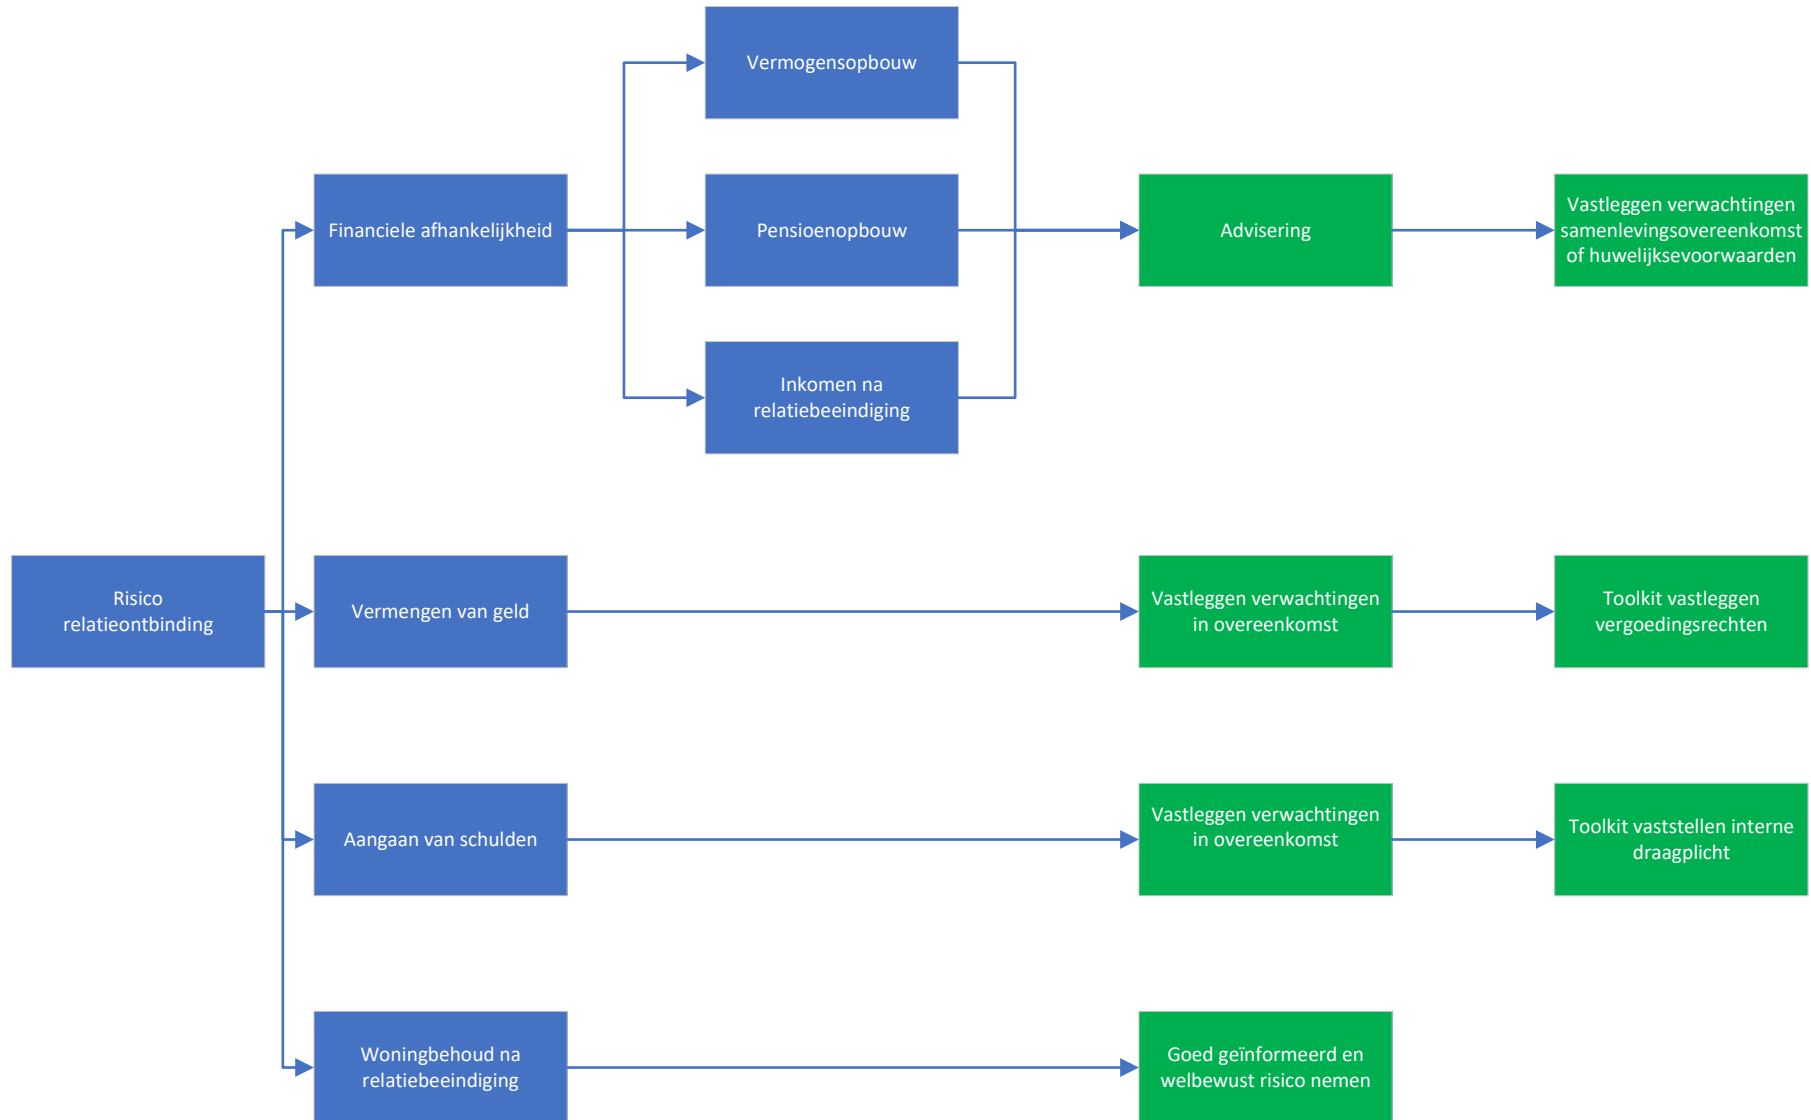 Vermogensopbouw
Financiele afhankelijkheid
Pensioenopbouw
Advisering
Vastleggen verwachtingen
samenlevingsovereenkomst
of huwelijksevoorwaarden
Inkomen na
relatiebeeindiging
Risico
relatieontbinding
Vermengen van geld
Vastleggen verwachtingen
in overeenkomst
Toolkit vastleggen
vergoedingsrechten
Aangaan van schulden
Vastleggen verwachtingen
in overeenkomst
Toolkit vaststellen interne
draagplicht
Woningbehoud na
relatiebeeindiging
Goed geïnformeerd en
welbewust risico nemen